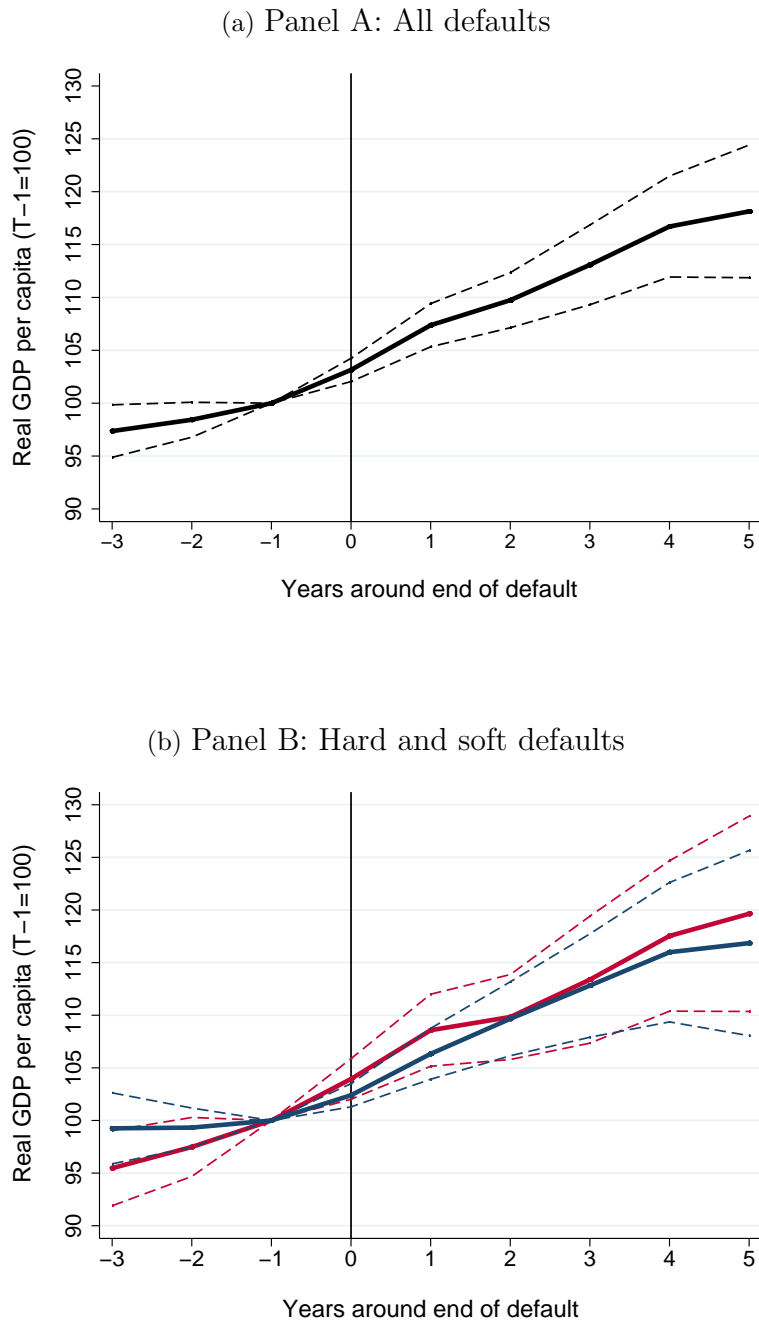 (a) Panel A: All defaults
Real GDP per capita (T−1=100)
130
125
120
115
110
105
100
95
90
−3 −2 −1 0 1 2 3 4 5
Years around end of default
(b) Panel B: Hard and soft defaults
Real GDP per capita (T−1=100)
130
125
120
115
110
105
100
95
90
−3 −2 −1 0 1 2 3 4 5
Years around end of default